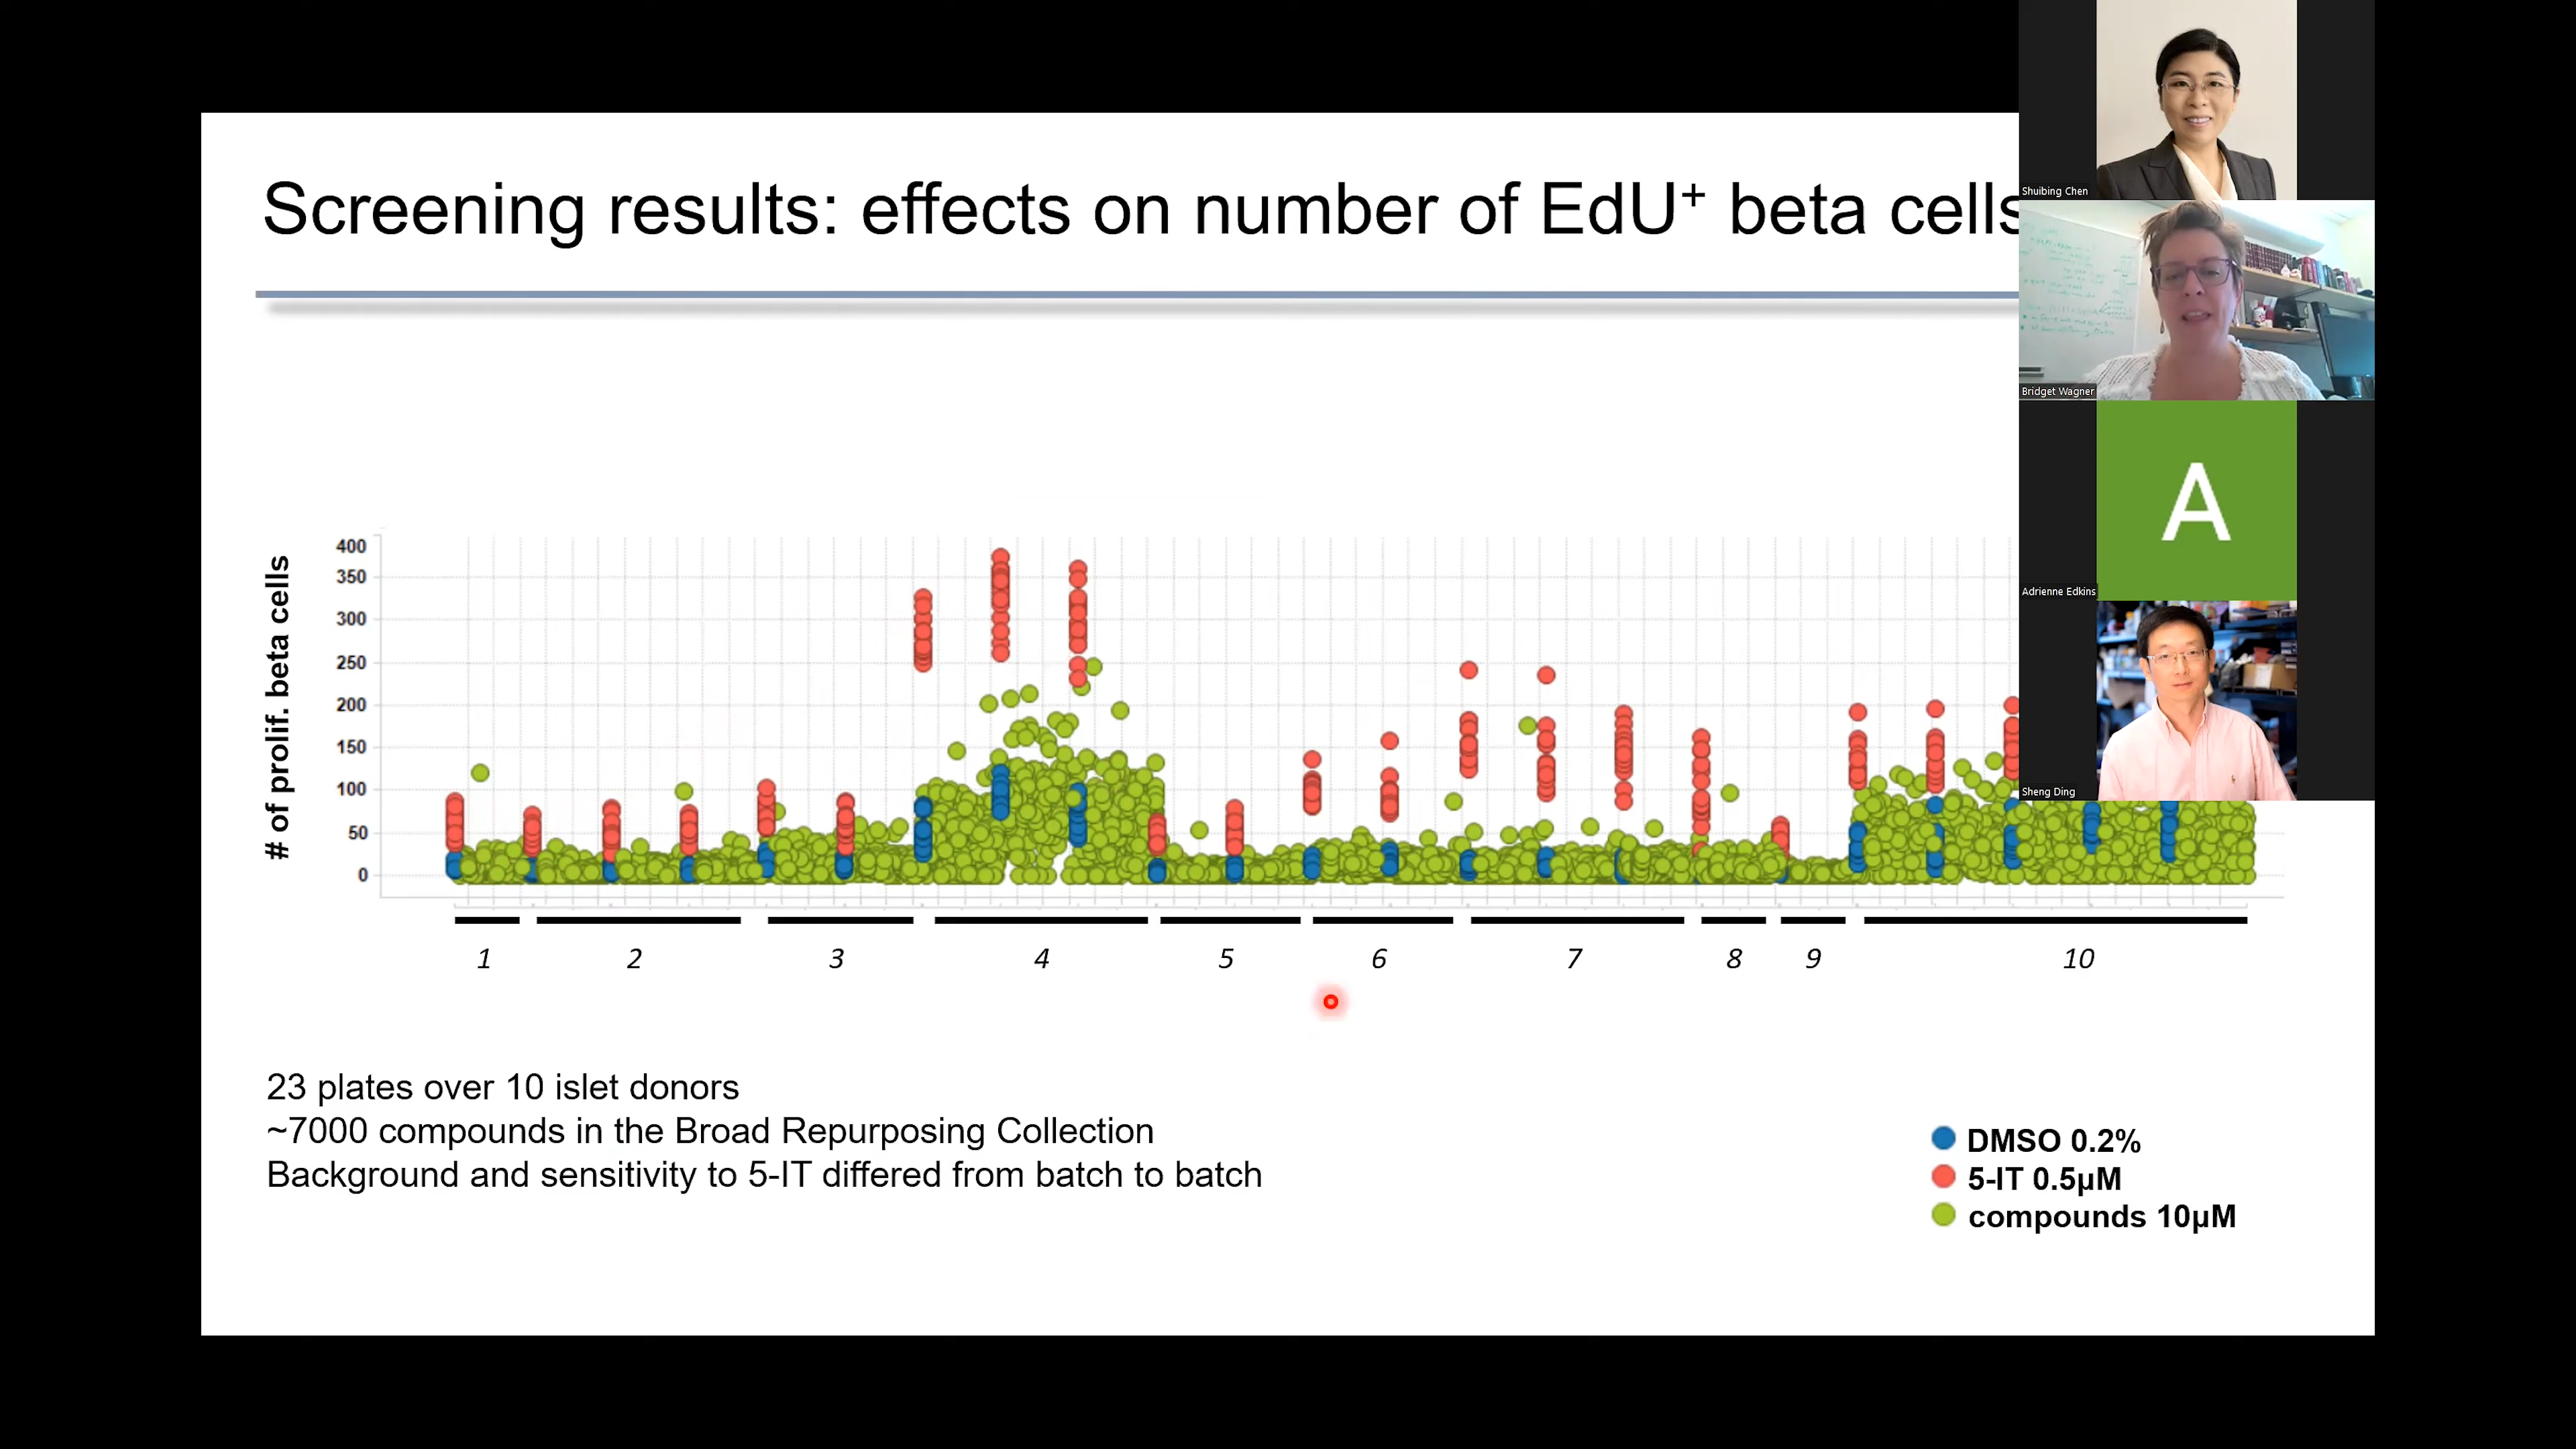 Screening results: effects on number of EdU⁺ beta cells
Shuibing Chen
Bridget Wagner
A
Adrienne Edkins
Sheng Ding
# of prolif. beta cells
400
350
300
250
200
150
100
50
0
1 2 3 4 5 6 7 8 9 10
23 plates over 10 islet donors
~7000 compounds in the Broad Repurposing Collection
Background and sensitivity to 5-IT differed from batch to batch
DMSO 0.2%
5-IT 0.5µM
compounds 10µM